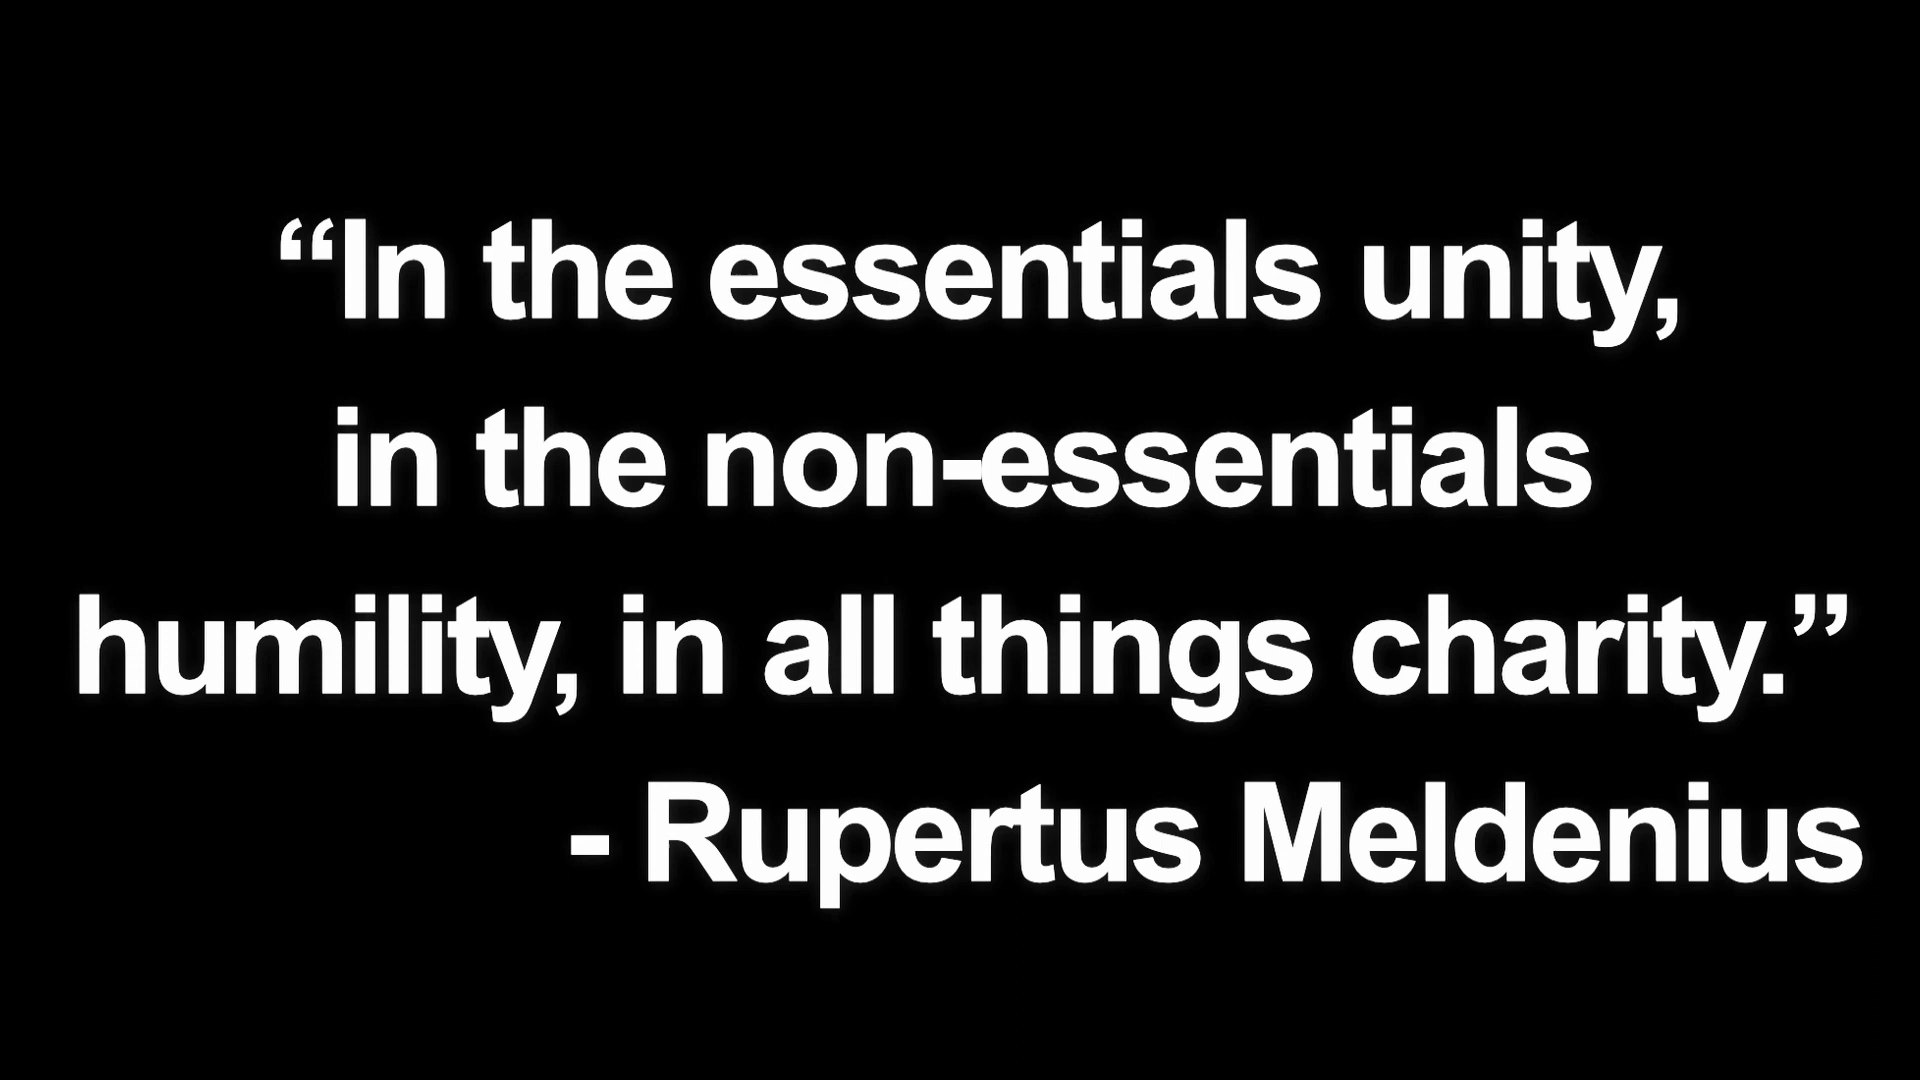 “In the essentials unity,
in the non-essentials
humility, in all things charity.”
- Rupertus Meldenius